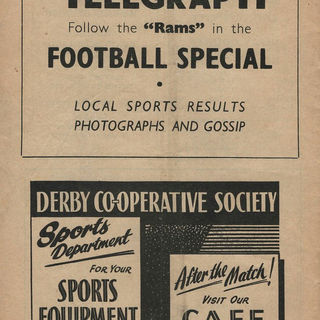 TELEGRAPH
Follow the "Rams" in the
FOOTBALL SPECIAL
•
LOCAL SPORTS RESULTS
PHOTOGRAPHS AND GOSSIP
DERBY CO-OPERATIVE SOCIETY
Sports
Department
FOR YOUR
SPORTS
EQUIPMENT
After the Match!
VISIT OUR
CAFE